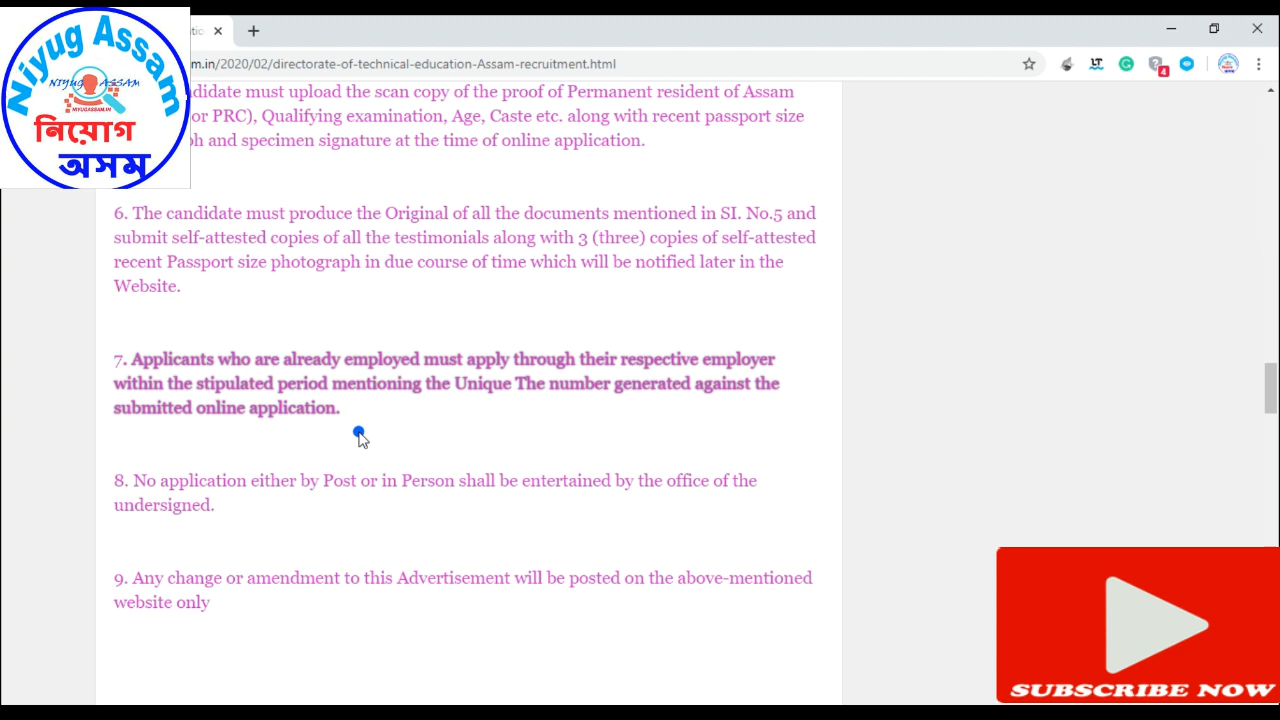 Niyug Assam
NIYUG ASSAM
NIYUGASSAM.IN
নিয়োগ
অসম
m.in/2020/02/directorate-of-technical-education-Assam-recruitment.html
4
didate must upload the scan copy of the proof of Permanent resident of Assam
or PRC), Qualifying examination, Age, Caste etc. along with recent passport size
ph and specimen signature at the time of online application.
6. The candidate must produce the Original of all the documents mentioned in SI. No.5 and
submit self-attested copies of all the testimonials along with 3 (three) copies of self-attested
recent Passport size photograph in due course of time which will be notified later in the
Website.
7. Applicants who are already employed must apply through their respective employer
within the stipulated period mentioning the Unique The number generated against the
submitted online application.
8. No application either by Post or in Person shall be entertained by the office of the
undersigned.
9. Any change or amendment to this Advertisement will be posted on the above-mentioned
website only
SUBSCRIBE NOW